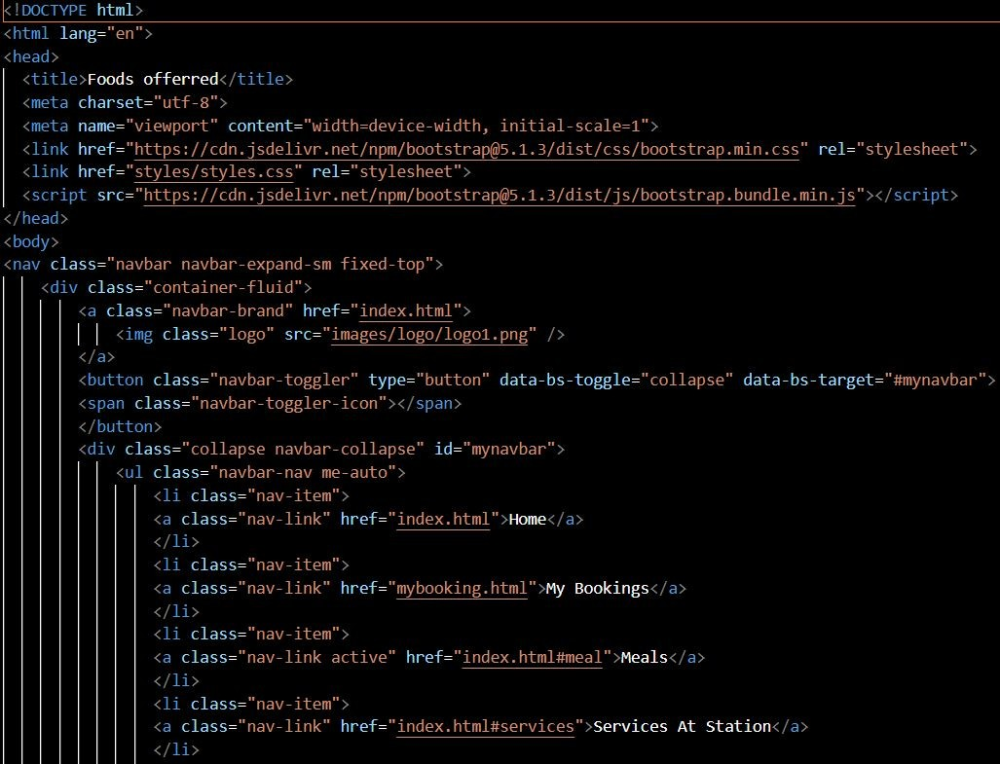 <!DOCTYPE html>
<html lang="en">
<head>
<title>Foods offerred</title>
<meta charset="utf-8">
<meta name="viewport" content="width=device-width, initial-scale=1">
<link href="https://cdn.jsdelivr.net/npm/bootstrap@5.1.3/dist/css/bootstrap.min.css" rel="stylesheet">
<link href="styles/styles.css" rel="stylesheet">
<script src="https://cdn.jsdelivr.net/npm/bootstrap@5.1.3/dist/js/bootstrap.bundle.min.js"></script>
</head>
<body>
<nav class="navbar navbar-expand-sm fixed-top">
<div class="container-fluid">
<a class="navbar-brand" href="index.html">
<img class="logo" src="images/logo/logo1.png" />
</a>
<button class="navbar-toggler" type="button" data-bs-toggle="collapse" data-bs-target="#mynavbar">
<span class="navbar-toggler-icon"></span>
</button>
<div class="collapse navbar-collapse" id="mynavbar">
<ul class="navbar-nav me-auto">
<li class="nav-item">
<a class="nav-link" href="index.html">Home</a>
</li>
<li class="nav-item">
<a class="nav-link" href="mybooking.html">My Bookings</a>
</li>
<li class="nav-item">
<a class="nav-link active" href="index.html#meal">Meals</a>
</li>
<li class="nav-item">
<a class="nav-link" href="index.html#services">Services At Station</a>
</li>